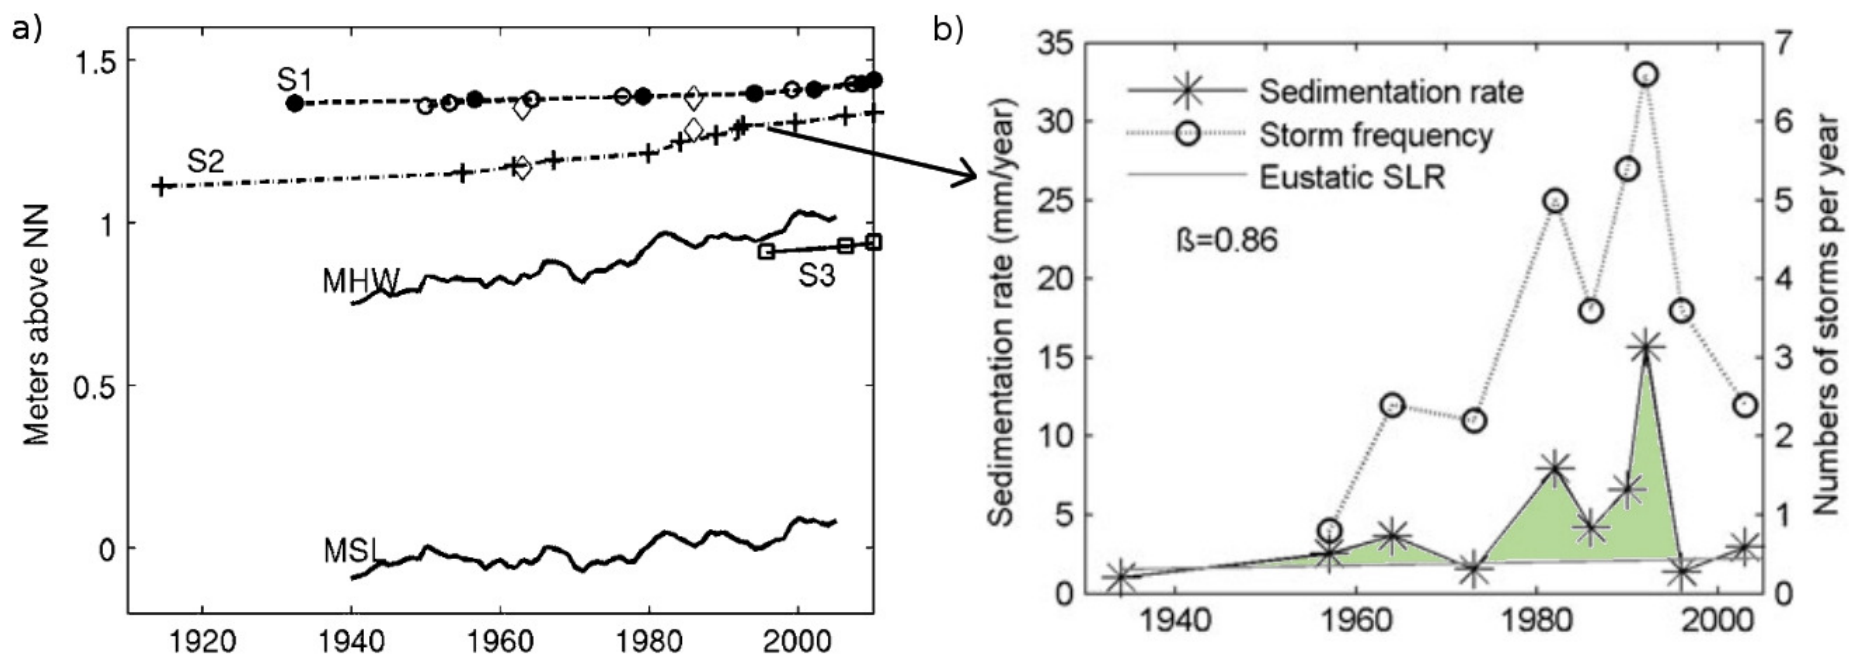 a)
1.5
1
0.5
0
Meters above NN
S1
S2
MHW
S3
MSL
1920 1940 1960 1980 2000
b)
35
30
25
20
15
10
5
0
Sedimentation rate (mm/year)
Sedimentation rate
Storm frequency
Eustatic SLR
ß=0.86
7
6
5
4
3
2
1
0
Numbers of storms per year
1940 1960 1980 2000